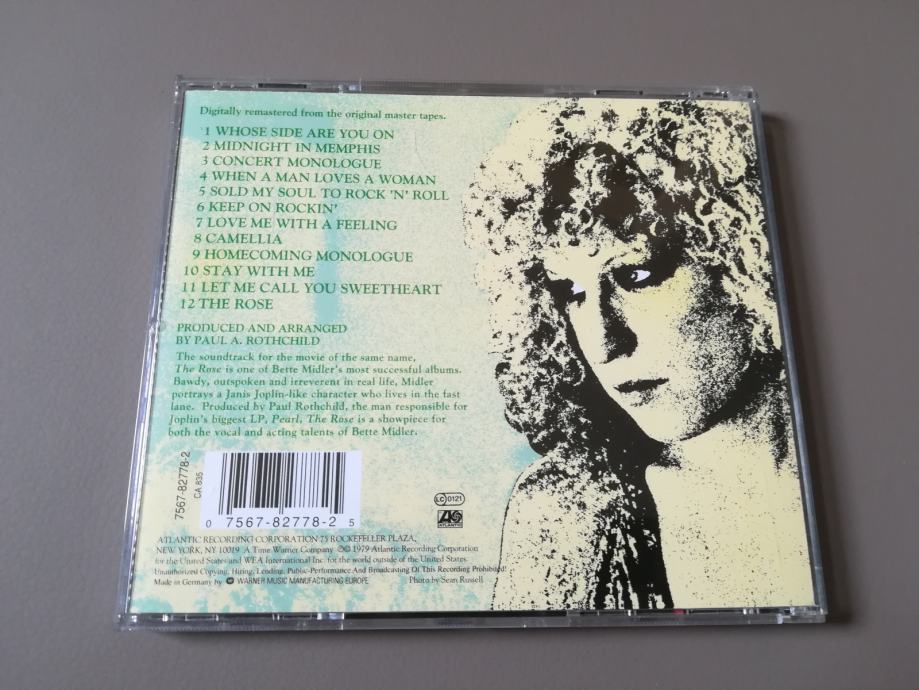 Digitally remastered from the original master tapes.
1 WHOSE SIDE ARE YOU ON
2 MIDNIGHT IN MEMPHIS
3 CONCERT MONOLOGUE
4 WHEN A MAN LOVES A WOMAN
5 SOLD MY SOUL TO ROCK 'N' ROLL
6 KEEP ON ROCKIN'
7 LOVE ME WITH A FEELING
8 CAMELLIA
9 HOMECOMING MONOLOGUE
10 STAY WITH ME
11 LET ME CALL YOU SWEETHEART
12 THE ROSE
PRODUCED AND ARRANGED
BY PAUL A. ROTHCHILD
The soundtrack for the movie of the same name,
The Rose is one of Bette Midler's most successful albums.
Bawdy, outspoken and irreverent in real life, Midler
portrays a Janis Joplin-like character who lives in the fast
lane. Produced by Paul Rothchild, the man responsible for
Joplin's biggest LP, Pearl, The Rose is a showpiece for
both the vocal and acting talents of Bette Midler.
7567-82778-2
CA 835
0 7567-82778-2 5
LC 0121
ATLANTIC
ATLANTIC RECORDING CORPORATION 75 ROCKEFELLER PLAZA,
NEW YORK, NY 10019 A Time Warner Company ℗© 1979 Atlantic Recording Corporation
for the United States and WEA International Inc. for the world outside of the United States.
Unauthorized Copying, Hiring, Lending, Public-Performance And Broadcasting Of This Recording Prohibited!
Made in Germany by WARNER MUSIC MANUFACTURING EUROPE Photo by Sean Russell